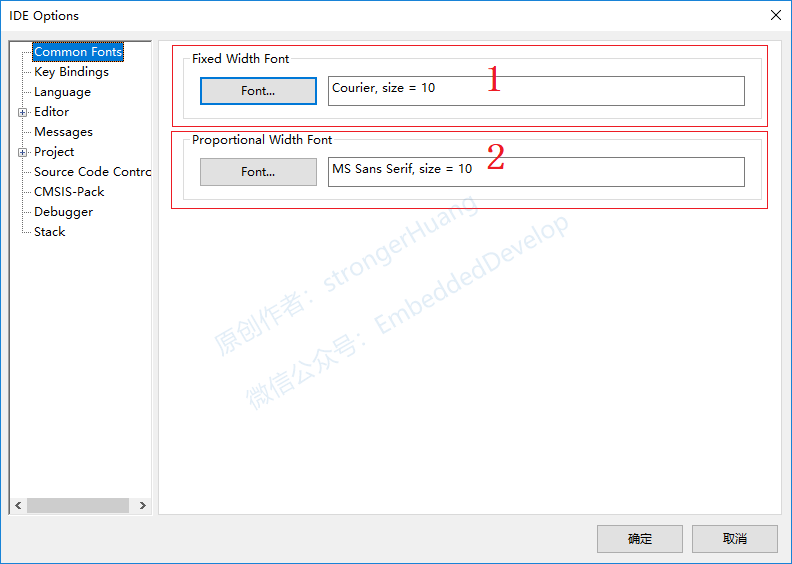 IDE Options
Common Fonts
Key Bindings
Language
Editor
Messages
Project
Source Code Contro
CMSIS-Pack
Debugger
Stack
Fixed Width Font
Font...
Courier, size = 10
1
Proportional Width Font
Font...
MS Sans Serif, size = 10
2
原创作者：strongerHuang
微信公众号：EmbeddedDevelop
确定
取消